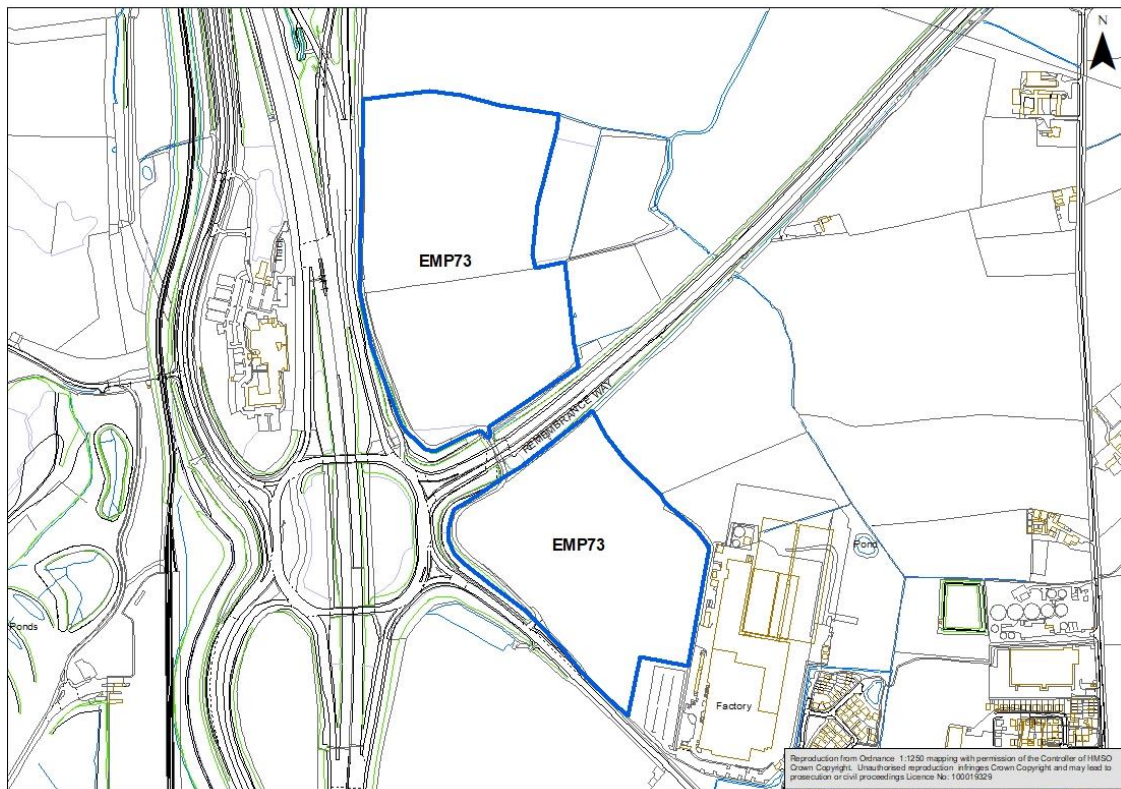 N
EMP73
Track
REMEMBRANCE WAY
EMP73
Pond
Ponds
Factory
Reproduction from Ordnance 1:1250 mapping with permission of the Controller of HMSO
Crown Copyright. Unauthorised reproduction infringes Crown Copyright and may lead to
prosecution or civil proceedings Licence No: 100019329